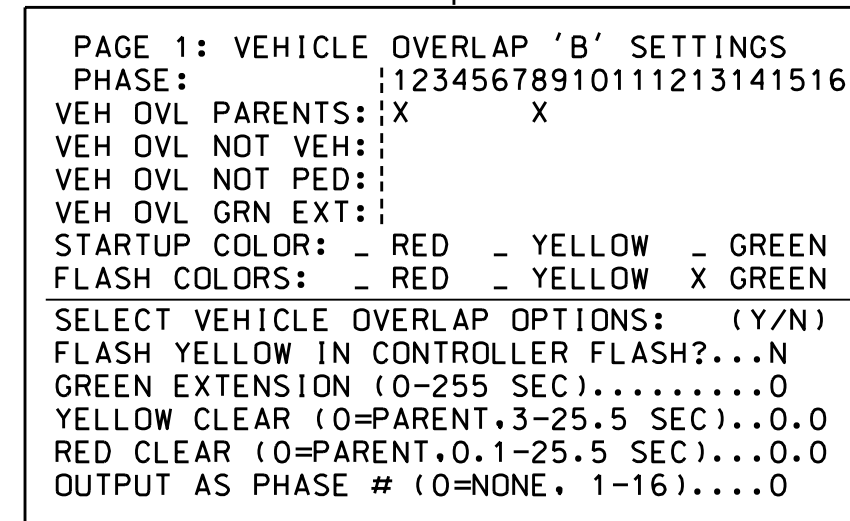 PAGE 1: VEHICLE OVERLAP 'B' SETTINGS
PHASE: ¦12345678910111213141516
VEH OVL PARENTS:¦X X
VEH OVL NOT VEH:¦
VEH OVL NOT PED:¦
VEH OVL GRN EXT:¦
STARTUP COLOR: _ RED _ YELLOW _ GREEN
FLASH COLORS: _ RED _ YELLOW X GREEN
SELECT VEHICLE OVERLAP OPTIONS: (Y/N)
FLASH YELLOW IN CONTROLLER FLASH?...N
GREEN EXTENSION (0-255 SEC).........0
YELLOW CLEAR (0=PARENT,3-25.5 SEC)..0.0
RED CLEAR (0=PARENT,0.1-25.5 SEC)...0.0
OUTPUT AS PHASE # (0=NONE, 1-16)....0